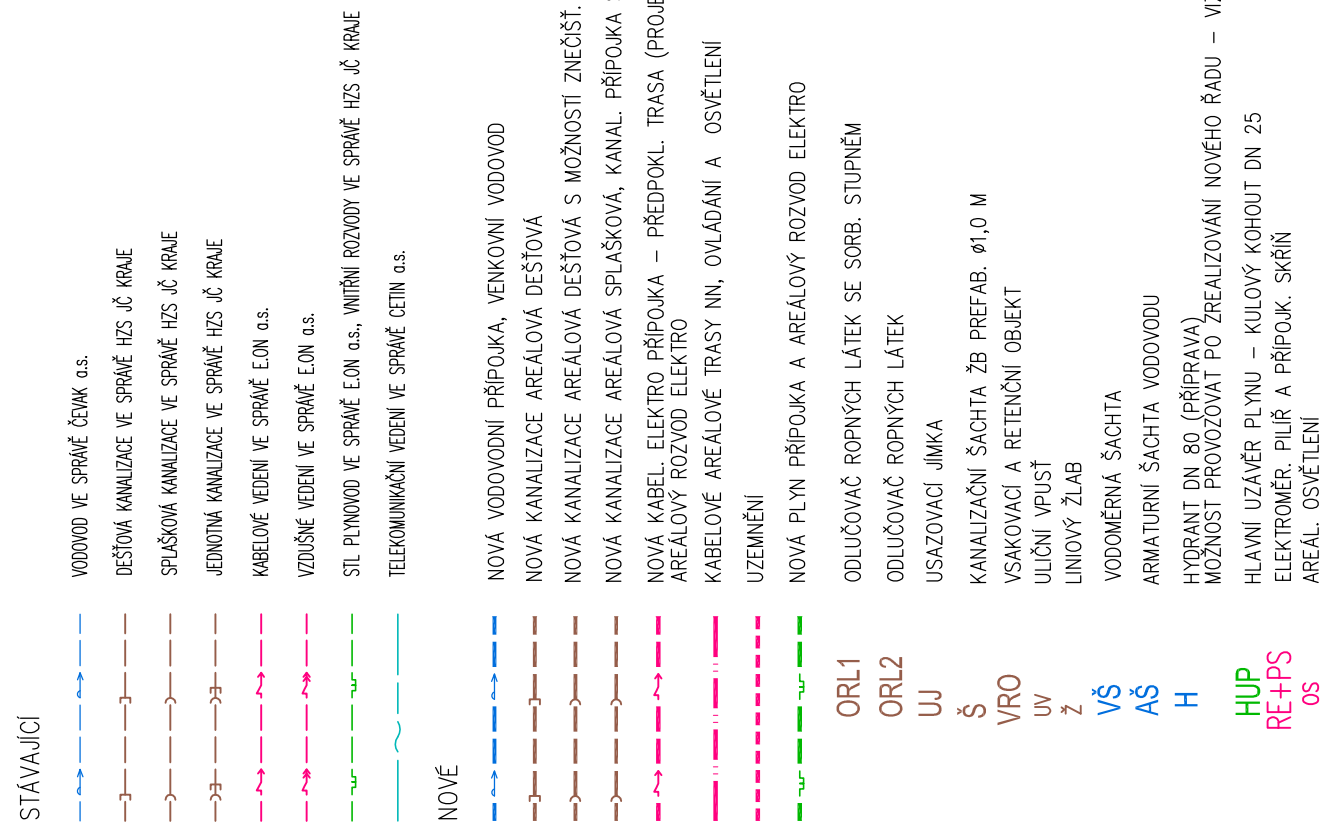 STÁVAJÍCÍ
VODOVOD VE SPRÁVĚ ČEVAK a.s.
DEŠŤOVÁ KANALIZACE VE SPRÁVĚ HZS JČ KRAJE
SPLAŠKOVÁ KANALIZACE VE SPRÁVĚ HZS JČ KRAJE
JEDNOTNÁ KANALIZACE VE SPRÁVĚ HZS JČ KRAJE
KABELOVÉ VEDENÍ VE SPRÁVĚ E.ON a.s.
VZDUŠNÉ VEDENÍ VE SPRÁVĚ E.ON a.s.
STL PLYNOVOD VE SPRÁVĚ E.ON a.s., VNITŘNÍ ROZVODY VE SPRÁVĚ HZS JČ KRAJE
TELEKOMUNIKAČNÍ VEDENÍ VE SPRÁVĚ CETIN a.s.
NOVÉ
NOVÁ VODOVODNÍ PŘÍPOJKA, VENKOVNÍ VODOVOD
NOVÁ KANALIZACE AREÁLOVÁ DEŠŤOVÁ
NOVÁ KANALIZACE AREÁLOVÁ DEŠŤOVÁ S MOŽNOSTÍ ZNEČIŠŤ.
NOVÁ KANALIZACE AREÁLOVÁ SPLAŠKOVÁ, KANAL. PŘÍPOJKA
NOVÁ KABEL. ELEKTRO PŘÍPOJKA – PŘEDPOKL. TRASA (PROJE
AREÁLOVÝ ROZVOD ELEKTRO
KABELOVÉ AREÁLOVÉ TRASY NN, OVLÁDÁNÍ A OSVĚTLENÍ
UZEMNĚNÍ
NOVÁ PLYN PŘÍPOJKA A AREÁLOVÝ ROZVOD ELEKTRO
ORL1 ODLUČOVAČ ROPNÝCH LÁTEK SE SORB. STUPNĚM
ORL2 ODLUČOVAČ ROPNÝCH LÁTEK
UJ USAZOVACÍ JÍMKA
Š KANALIZAČNÍ ŠACHTA ŽB PREFAB. ø1,0 M
VRO VSAKOVACÍ A RETENČNÍ OBJEKT
UV ULIČNÍ VPUSŤ
Ž LINIOVÝ ŽLAB
VŠ VODOMĚRNÁ ŠACHTA
AŠ ARMATURNÍ ŠACHTA VODOVODU
H HYDRANT DN 80 (PŘÍPRAVA)
MOŽNOST PROVOZOVAT PO ZREALIZOVÁNÍ NOVÉHO ŘADU – VIZ
HUP HLAVNÍ UZÁVĚR PLYNU – KULOVÝ KOHOUT DN 25
RE+PS ELEKTROMĚR. PILÍŘ A PŘÍPOJK. SKŘÍŇ
OS AREÁL. OSVĚTLENÍ